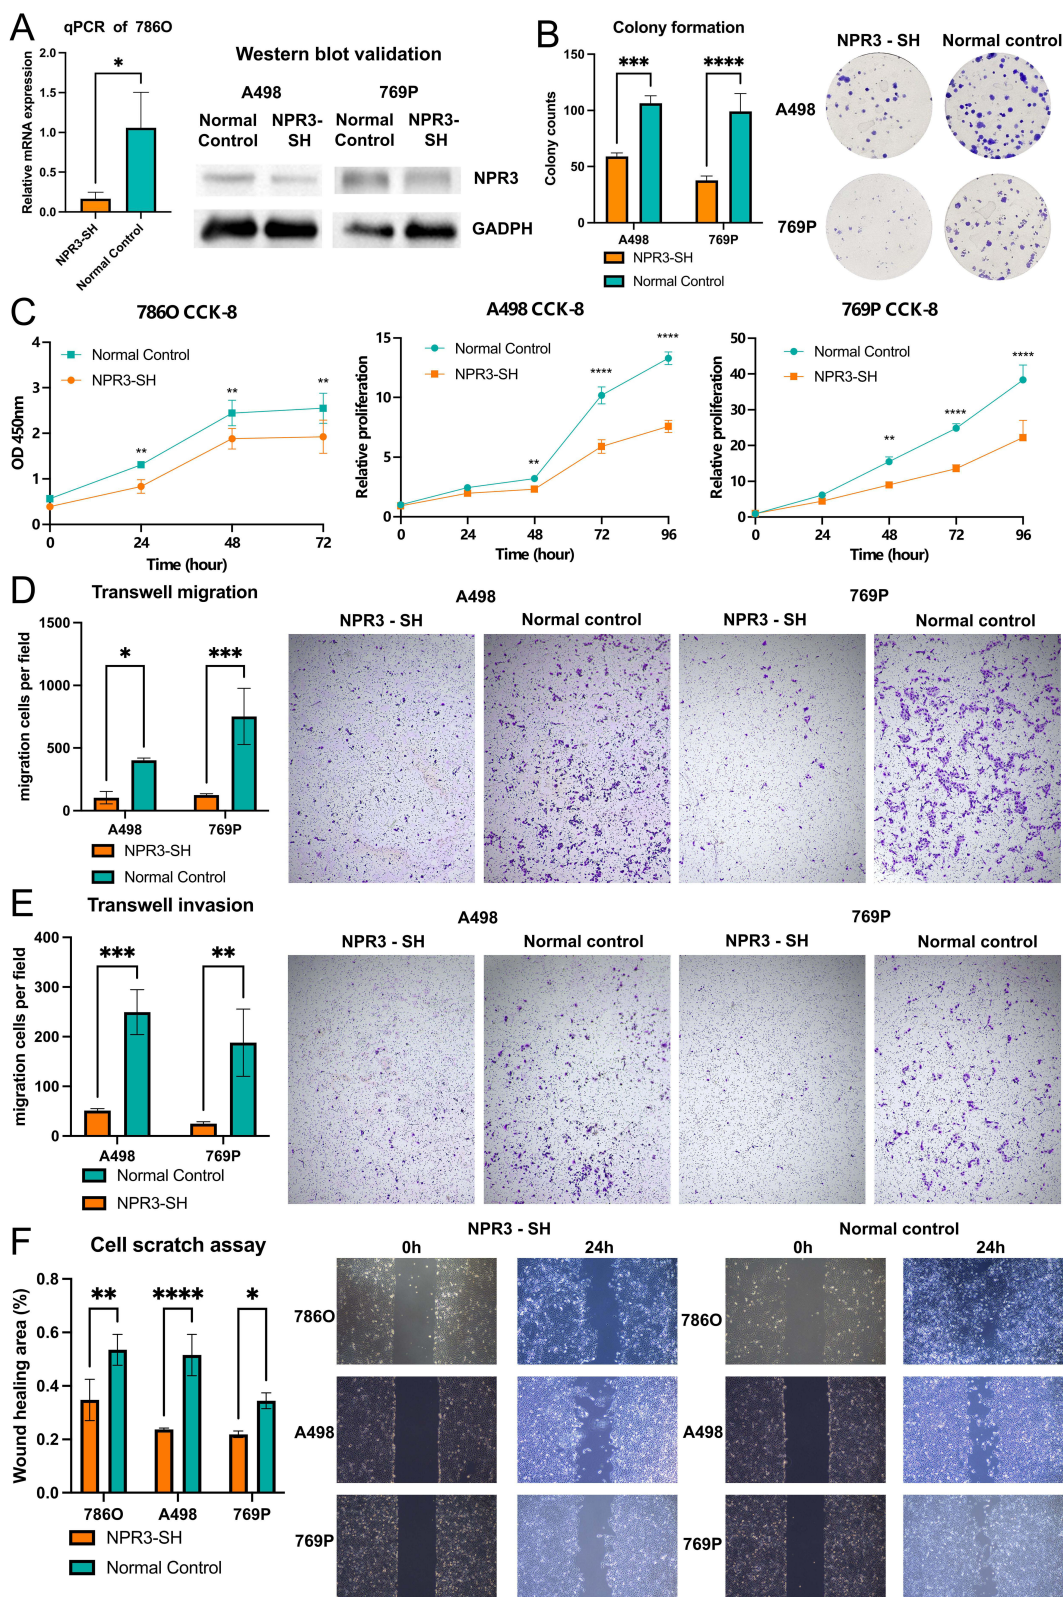 A
qPCR of 786O
Relative mRNA expression
2.0
1.5
1.0
0.5
0.0
*
NPR3-SH
Normal Control
Western blot validation
A498
769P
Normal Control
NPR3-SH
Normal Control
NPR3-SH
NPR3
GADPH
B
Colony formation
Colony counts
150
100
50
0
***
****
A498
769P
NPR3-SH
Normal Control
NPR3 - SH
Normal control
A498
769P
C
786O CCK-8
OD 450nm
4
3
2
1
0
Normal Control
NPR3-SH
**
**
**
0
24
48
72
Time (hour)
A498 CCK-8
Relative proliferation
15
10
5
0
Normal Control
NPR3-SH
**
****
****
0
24
48
72
96
Time (hour)
769P CCK-8
Relative proliferation
50
40
30
20
10
0
Normal Control
NPR3-SH
**
****
****
0
24
48
72
96
Time (hour)
D
Transwell migration
migration cells per field
1500
1000
500
0
*
***
A498
769P
NPR3-SH
Normal Control
A498
769P
NPR3 - SH
Normal control
NPR3 - SH
Normal control
E
Transwell invasion
migration cells per field
400
300
200
100
0
***
**
A498
769P
Normal Control
NPR3-SH
A498
769P
NPR3 - SH
Normal control
NPR3 - SH
Normal control
F
Cell scratch assay
Wound healing area (%)
0.8
0.6
0.4
0.2
0.0
**
****
*
786O
A498
769P
NPR3-SH
Normal Control
NPR3 - SH
Normal control
0h
24h
0h
24h
786O
786O
A498
A498
769P
769P